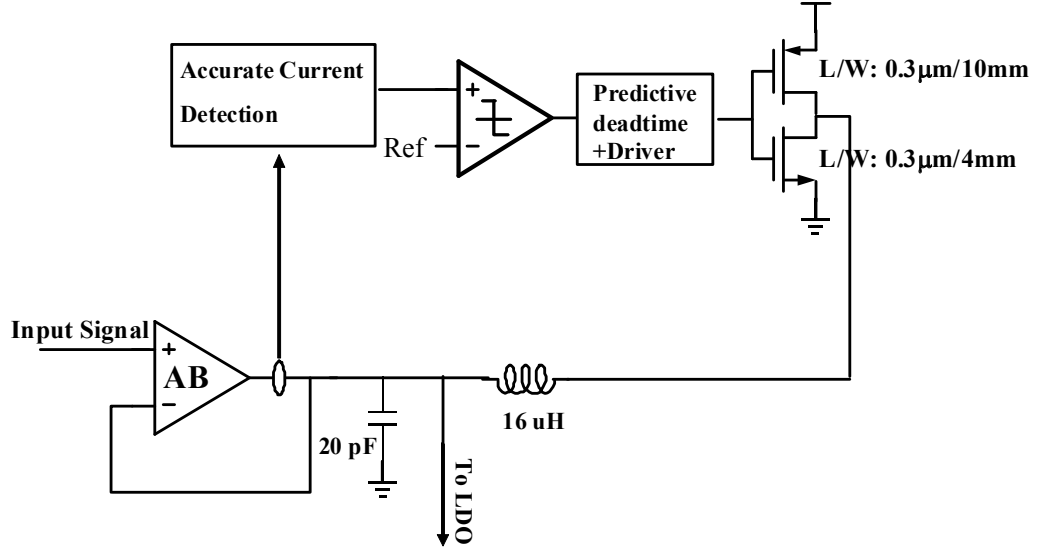 Accurate Current
Detection
+
−
Ref
Predictive
deadtime
+Driver
L/W: 0.3μm/10mm
L/W: 0.3μm/4mm
Input Signal
+
AB
−
20 pF
16 uH
To LDO